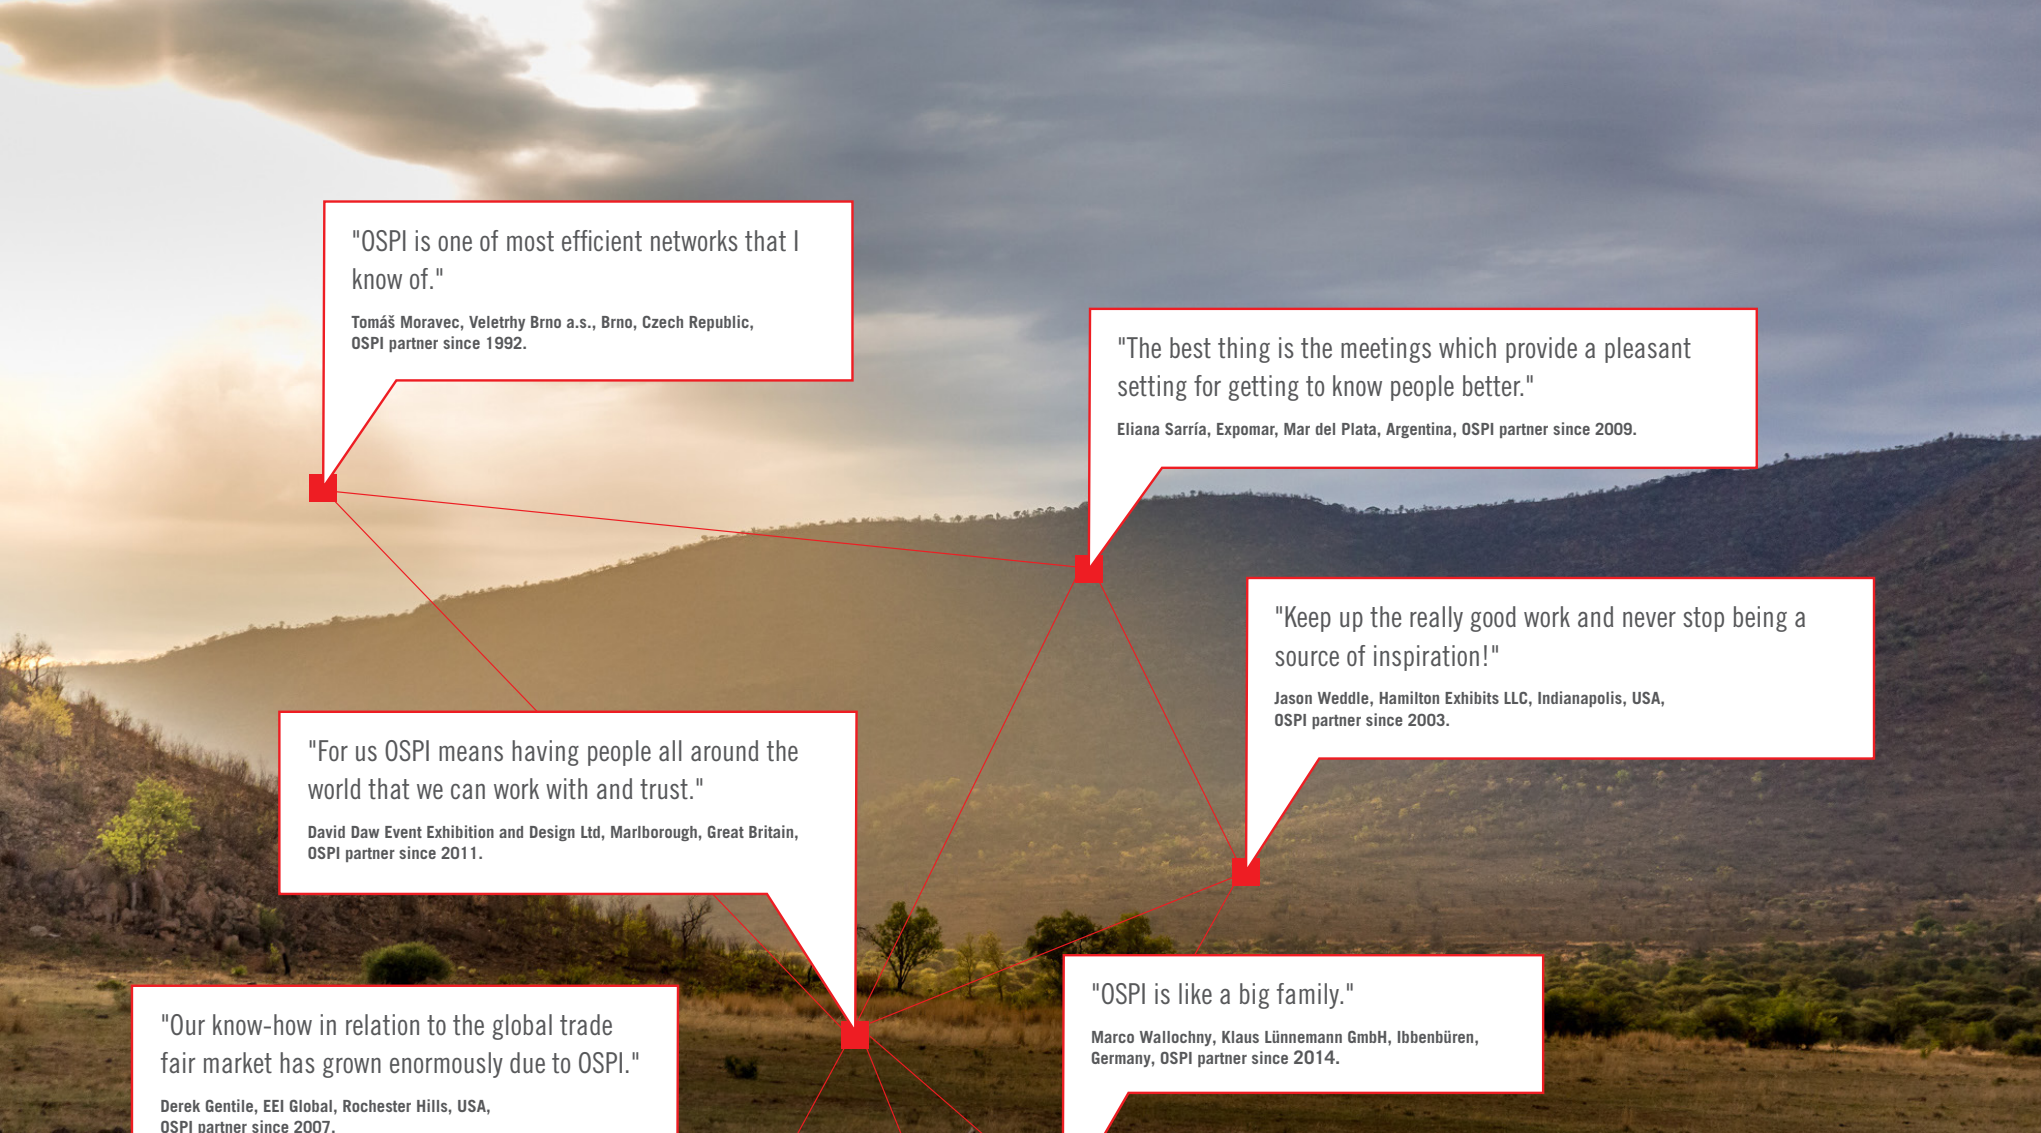 "OSPI is one of most efficient networks that I
know of."
Tomáš Moravec, Veletrhy Brno a.s., Brno, Czech Republic,
OSPI partner since 1992.
"The best thing is the meetings which provide a pleasant
setting for getting to know people better."
Eliana Sarría, Expomar, Mar del Plata, Argentina, OSPI partner since 2009.
"Keep up the really good work and never stop being a
source of inspiration!"
Jason Weddle, Hamilton Exhibits LLC, Indianapolis, USA,
OSPI partner since 2003.
"For us OSPI means having people all around the
world that we can work with and trust."
David Daw Event Exhibition and Design Ltd, Marlborough, Great Britain,
OSPI partner since 2011.
"OSPI is like a big family."
Marco Wallochny, Klaus Lünnemann GmbH, Ibbenbüren,
Germany, OSPI partner since 2014.
"Our know-how in relation to the global trade
fair market has grown enormously due to OSPI."
Derek Gentile, EEI Global, Rochester Hills, USA,
OSPI partner since 2007.